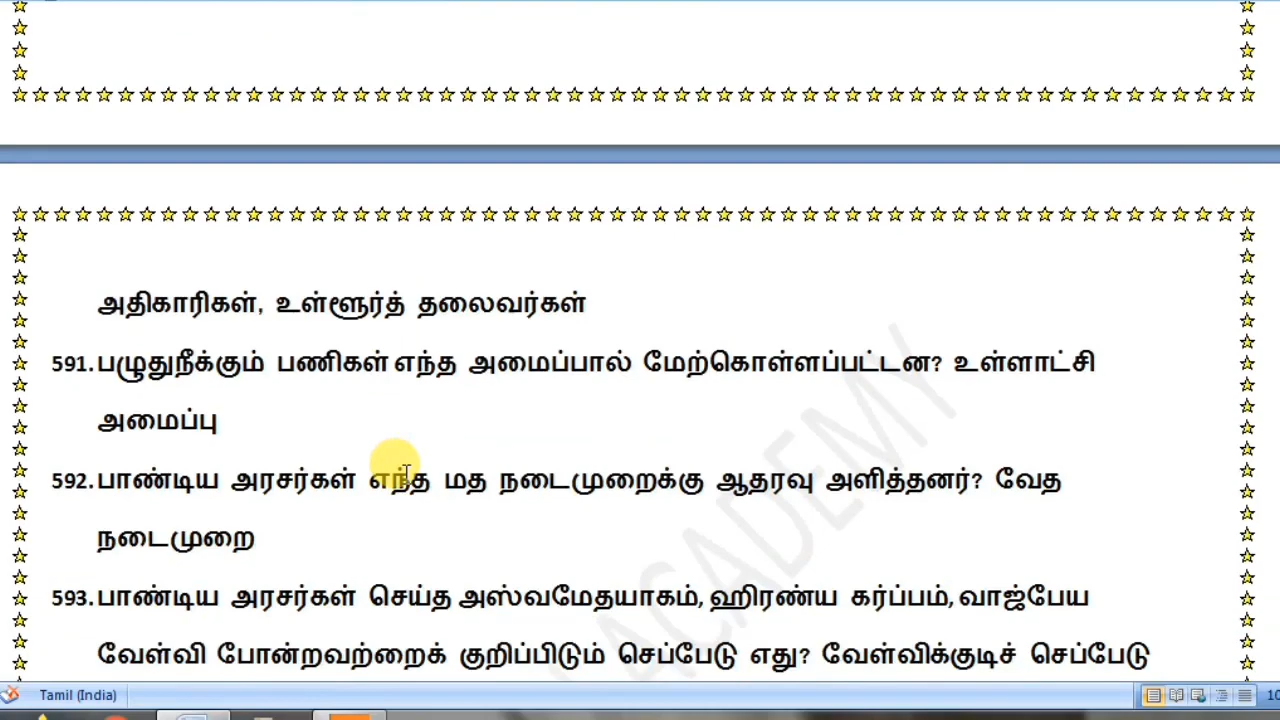 அதிகாரிகள், உள்ளூர்த் தலைவர்கள்
591. பழுதுநீக்கும் பணிகள் எந்த அமைப்பால் மேற்கொள்ளப்பட்டன? உள்ளாட்சி
அமைப்பு
592. பாண்டிய அரசர்கள் எந்த மத நடைமுறைக்கு ஆதரவு அளித்தனர்? வேத
நடைமுறை
593. பாண்டிய அரசர்கள் செய்த அஸ்வமேதயாகம், ஹிரண்ய கர்ப்பம், வாஜ்பேய
வேள்வி போன்றவற்றைக் குறிப்பிடும் செப்பேடு எது? வேள்விக்குடிச் செப்பேடு
ACADEMY
Tamil (India)